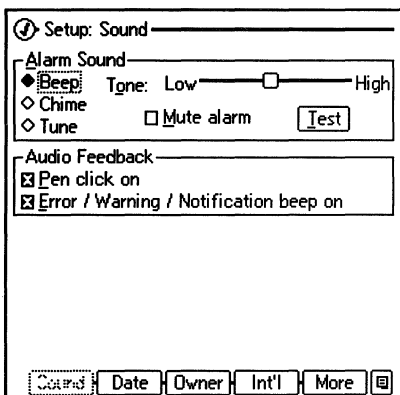 Setup: Sound
Alarm Sound
Beep Tone: Low High
Chime
Mute alarm Test
Tune
Audio Feedback
Pen click on
Error / Warning / Notification beep on
Sound Date Owner Int'l More